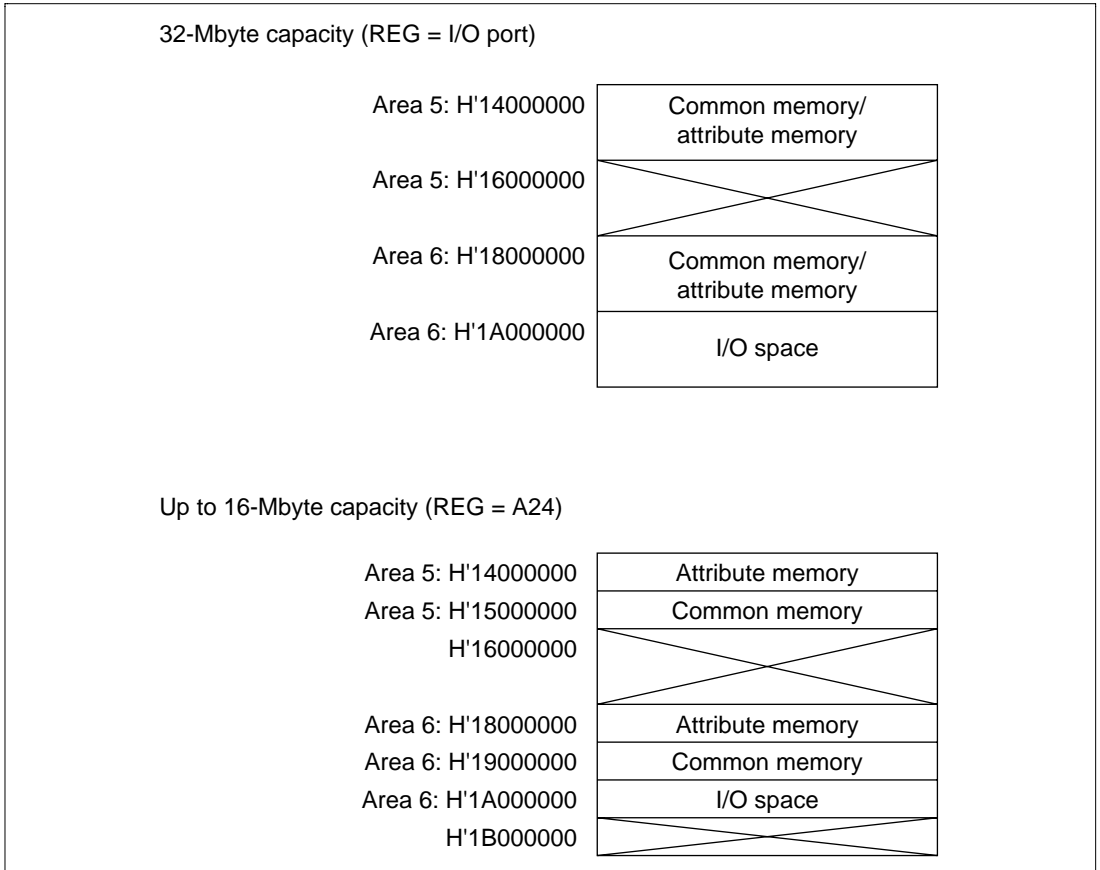 32-Mbyte capacity (REG = I/O port)
Area 5: H'14000000
Common memory/
attribute memory
Area 5: H'16000000
Area 6: H'18000000
Common memory/
attribute memory
Area 6: H'1A000000
I/O space
Up to 16-Mbyte capacity (REG = A24)
Area 5: H'14000000 Attribute memory
Area 5: H'15000000 Common memory
H'16000000
Area 6: H'18000000 Attribute memory
Area 6: H'19000000 Common memory
Area 6: H'1A000000 I/O space
H'1B000000